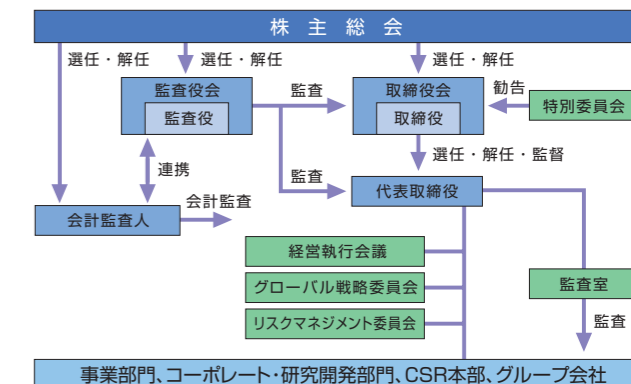 株主総会
選任・解任
選任・解任
選任・解任
監査役会
監査役
監査
取締役会
取締役
勧告
特別委員会
連携
選任・解任・監督
監査
代表取締役
会計監査人
会計監査
経営執行会議
グローバル戦略委員会
リスクマネジメント委員会
監査室
監査
事業部門、コーポレート・研究開発部門、CSR本部、グループ会社